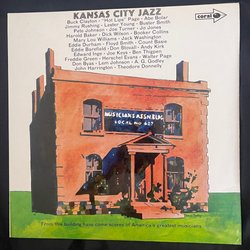 KANSAS CITY JAZZ
coral
Buck Clayton • "Hot Lips" Page • Abe Bolar
Jimmy Rushing • Lester Young • Buster Smith
Pete Johnson • Joe Turner • Jo Jones
Harold Baker • Dick Wilson • Booker Collins
Mary Lou Williams • Jack Washington
Eddie Durham • Floyd Smith • Count Basie
Eddie Barefield • Don Stovall • Andy Kirk
Edward Inge • Joe Keyes • Ben Thigpen
Freddie Green • Herschel Evans • Walter Page
Don Byas • Lem Johnson • A. G. Godley
John Harrington • Theodore Donnelly
MUSICIANS ASSN. BLDG.
LOCAL NO 627
From this building have come scores of America's greatest musicians